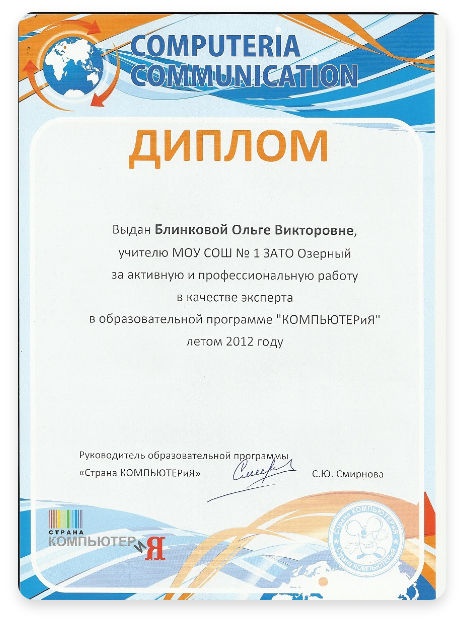 COMPUTERIA
COMMUNICATION
ДИПЛОМ
Выдан Блинковой Ольге Викторовне,
учителю МОУ СОШ № 1 ЗАТО Озерный
за активную и профессиональную работу
в качестве эксперта
в образовательной программе "КОМПЬЮТЕРиЯ"
летом 2012 году
Руководитель образовательной программы
«Страна КОМПЬЮТЕРиЯ»
С.Ю. Смирнова
СТРАНА
КОМПЬЮТЕРиЯ